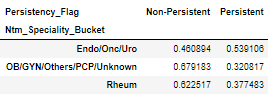 Persistency_Flag Non-Persistent Persistent
Ntm_Speciality_Bucket
Endo/Onc/Uro 0.460894 0.539106
OB/GYN/Others/PCP/Unknown 0.679183 0.320817
Rheum 0.622517 0.377483